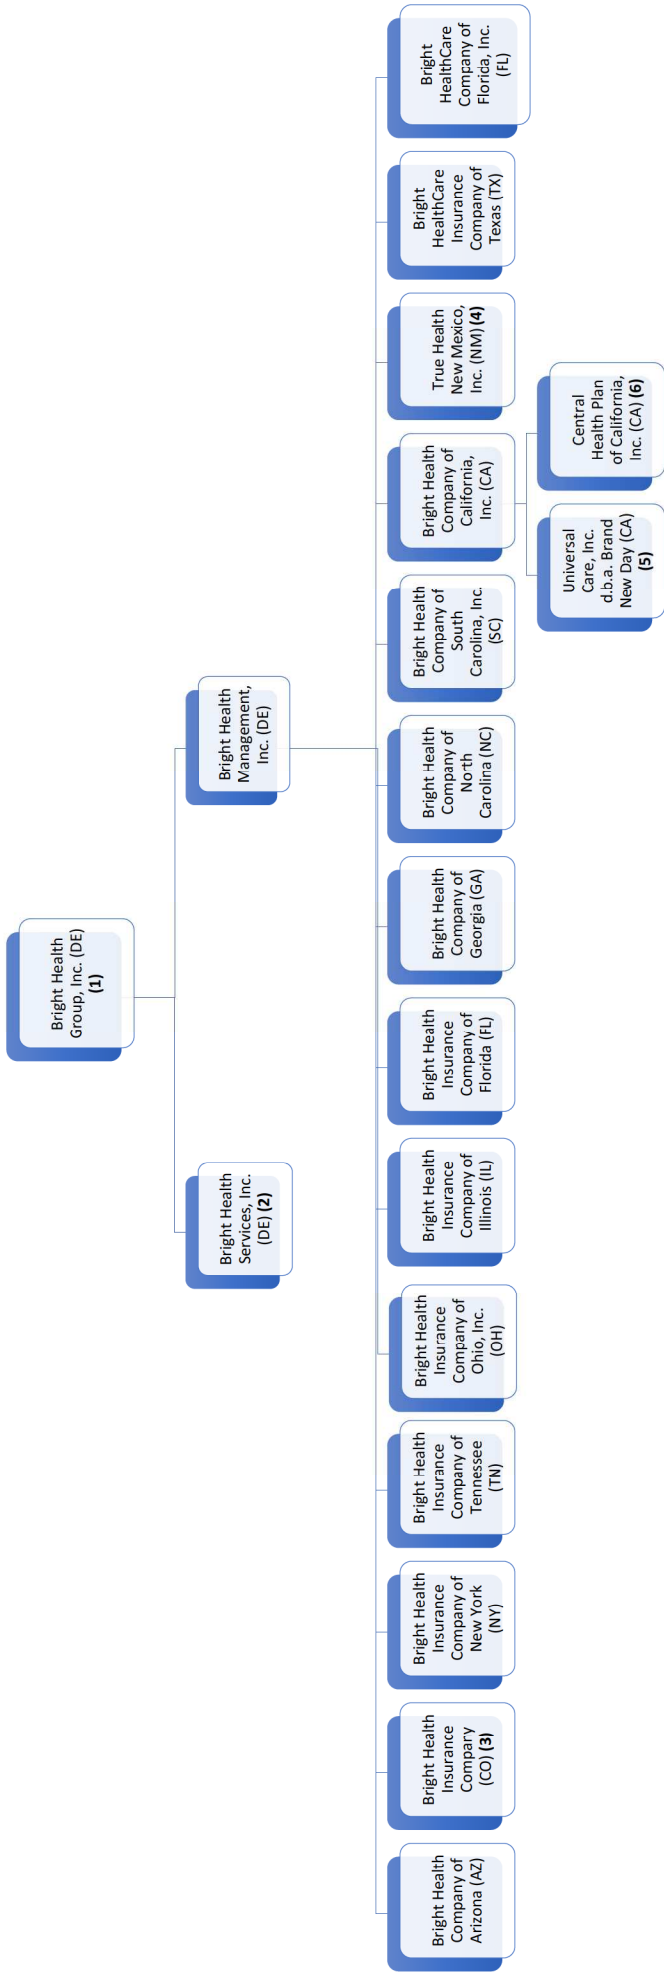 Bright Health
Group, Inc. (DE)
(1)
Bright Health
Services, Inc.
(DE) (2)
Bright Health
Management,
Inc. (DE)
Bright Health
Company of
Arizona (AZ)
Bright Health
Insurance
Company
(CO) (3)
Bright Health
Insurance
Company of
New York
(NY)
Bright Health
Insurance
Company of
Tennessee
(TN)
Bright Health
Insurance
Company of
Ohio, Inc.
(OH)
Bright Health
Insurance
Company of
Illinois (IL)
Bright Health
Insurance
Company of
Florida (FL)
Bright Health
Company of
Georgia (GA)
Bright Health
Company of
North
Carolina (NC)
Bright Health
Company of
South
Carolina, Inc.
(SC)
Bright Health
Company of
California,
Inc. (CA)
True Health
New Mexico,
Inc. (NM) (4)
Bright
HealthCare
Insurance
Company of
Texas (TX)
Bright
HealthCare
Company of
Florida, Inc.
(FL)
Universal
Care, Inc.
d.b.a. Brand
New Day (CA)
(5)
Central
Health Plan
of California,
Inc. (CA) (6)